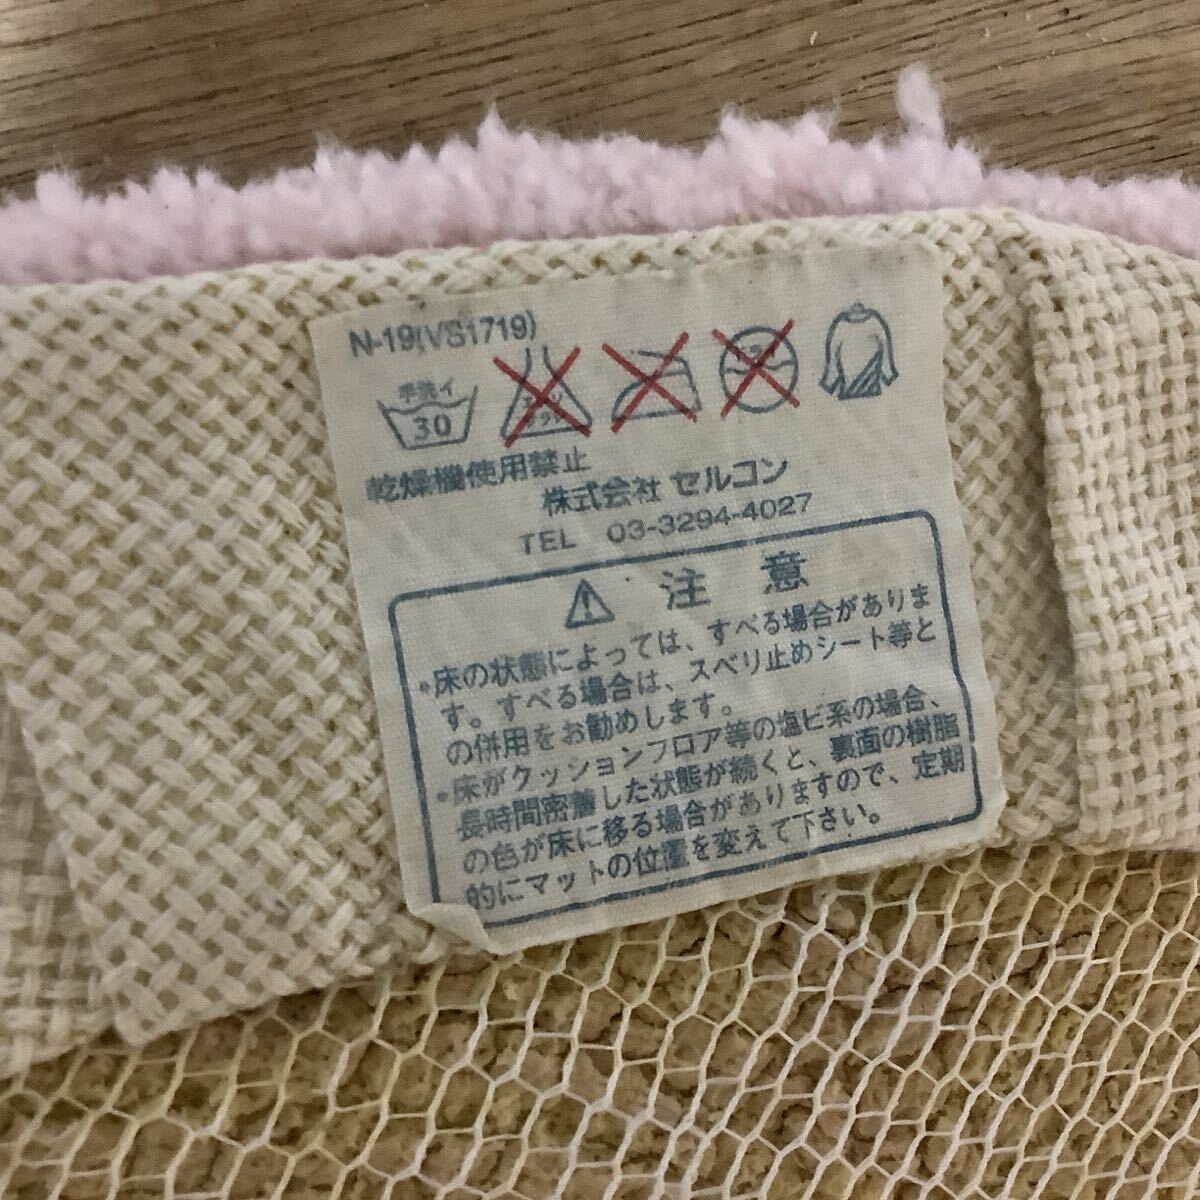 N-19(VS1719)
手洗イ
30
乾燥機使用禁止
株式会社 セルコン
TEL 03-3294-4027
注 意
・床の状態によっては、すべる場合がありま
す。すべる場合は、スベリ止めシート等と
の併用をお勧めします。
・床がクッションフロア等の塩ビ系の場合、
長時間密着した状態が続くと、裏面の樹脂
の色が床に移る場合がありますので、定期
的にマットの位置を変えて下さい。